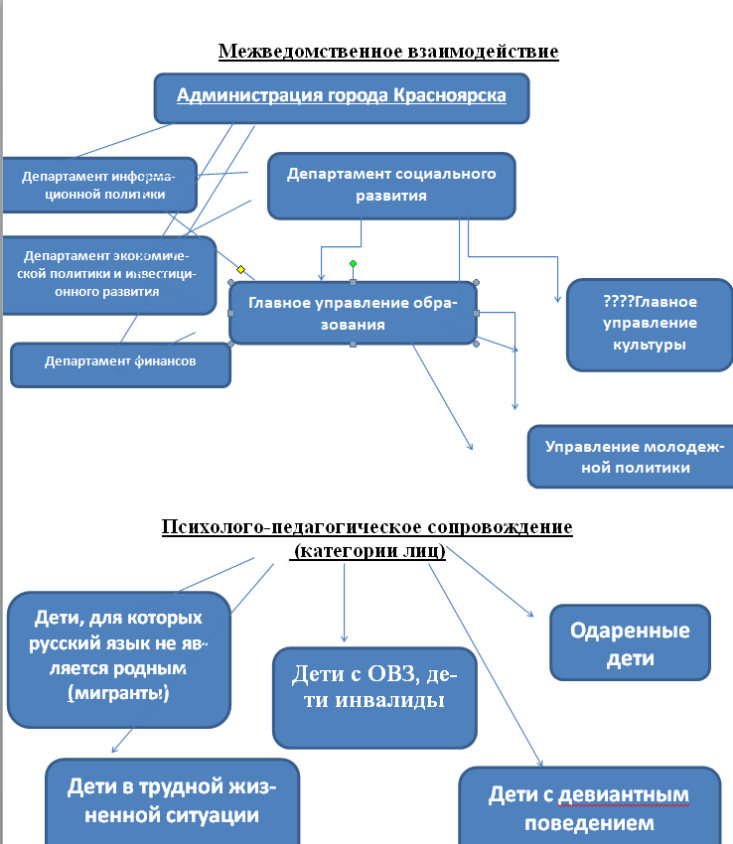 Межведомственное взаимодействие
Администрация города Красноярска
Департамент информа-
ционной политики
Департамент социального
развития
Департамент экономиче-
ской политики и инвестици-
онного развития
Главное управление обра-
зования
????Главное
управление
культуры
Департамент финансов
Управление молодеж-
ной политики
Психолого-педагогическое сопровождение
(категории лиц)
Дети, для которых
русский язык не яв-
ляется родным
(мигранты)
Дети с ОВЗ, де-
ти инвалиды
Одаренные
дети
Дети в трудной жиз-
ненной ситуации
Дети с девиантным
поведением